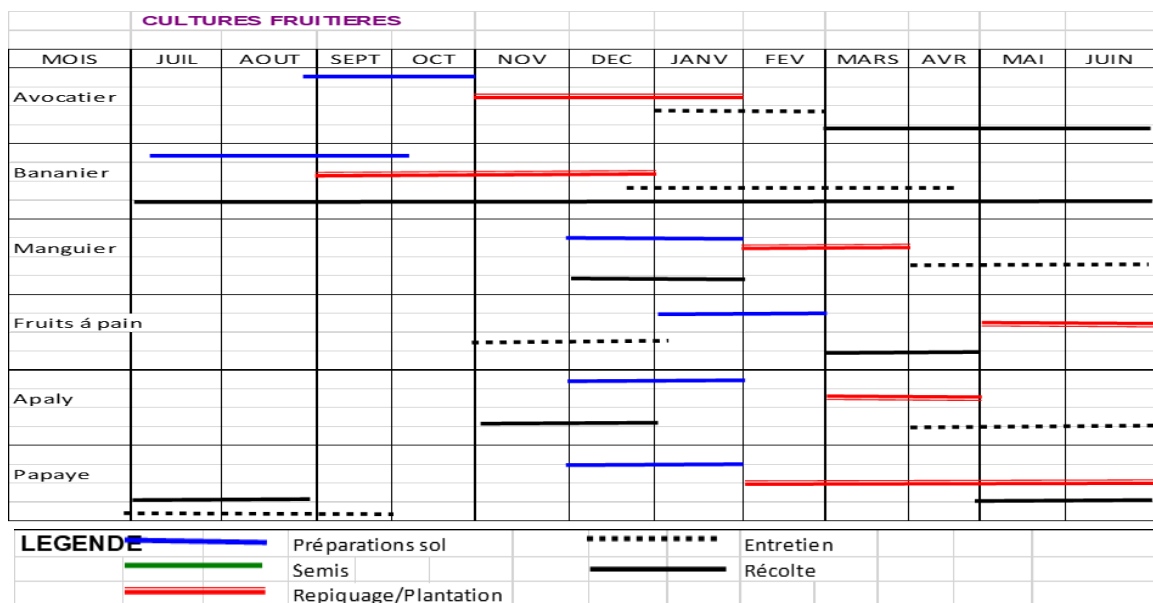 CULTURES FRUITIERES
MOIS JUIL AOUT SEPT OCT NOV DEC JANV FEV MARS AVR MAI JUIN
Avocatier
Bananier
Manguier
Fruits á pain
Apaly
Papaye
LEGENDE Préparations sol Entretien
Semis Récolte
Repiquage/Plantation